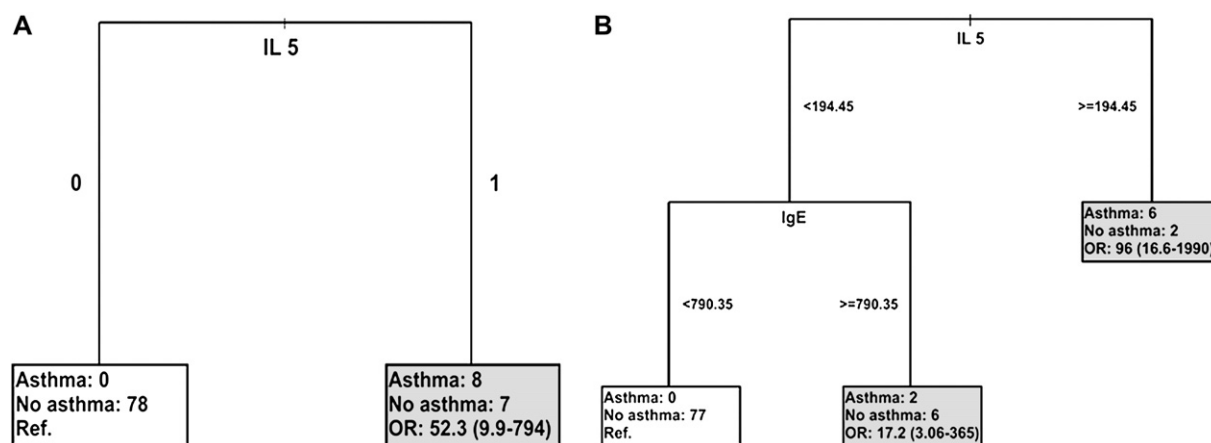 A
IL 5
0
1
Asthma: 0
No asthma: 78
Ref.
Asthma: 8
No asthma: 7
OR: 52.3 (9.9-794)
B
IL 5
<194.45
>=194.45
IgE
Asthma: 6
No asthma: 2
OR: 96 (16.6-1990)
<790.35
>=790.35
Asthma: 0
No asthma: 77
Ref.
Asthma: 2
No asthma: 6
OR: 17.2 (3.06-365)